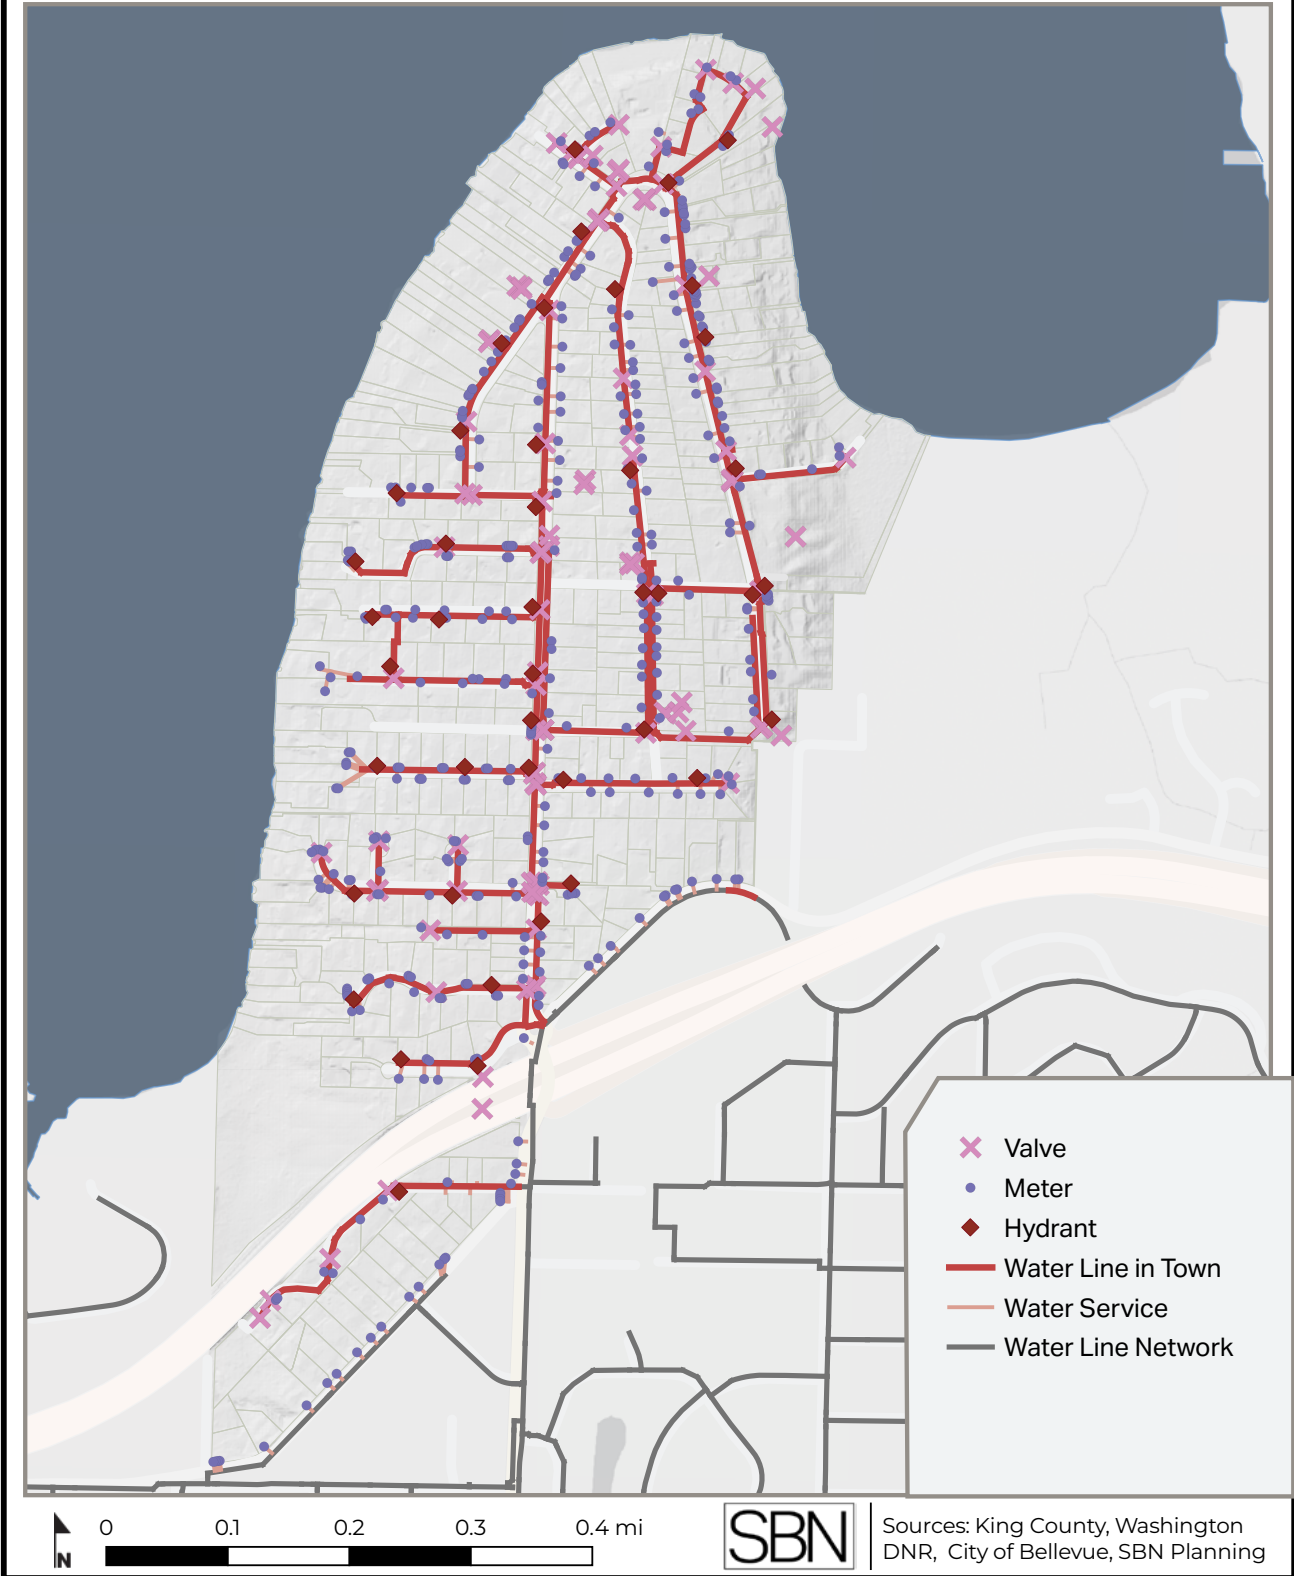 Valve
Meter
Hydrant
Water Line in Town
Water Service
Water Line Network
N
0 0.1 0.2 0.3 0.4 mi
SBN
Sources: King County, Washington
DNR, City of Bellevue, SBN Planning